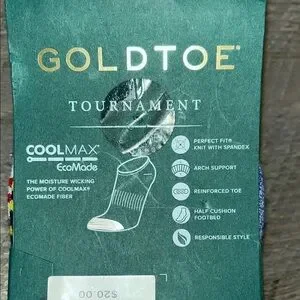 GOLDTOE®
TOURNAMENT
COOLMAX®
EcoMade
THE MOISTURE WICKING
POWER OF COOLMAX®
ECOMADE FIBER
PERFECT FIT®
KNIT WITH SPANDEX
ARCH SUPPORT
REINFORCED TOE
HALF CUSHION
FOOTBED
RESPONSIBLE STYLE
$20.00